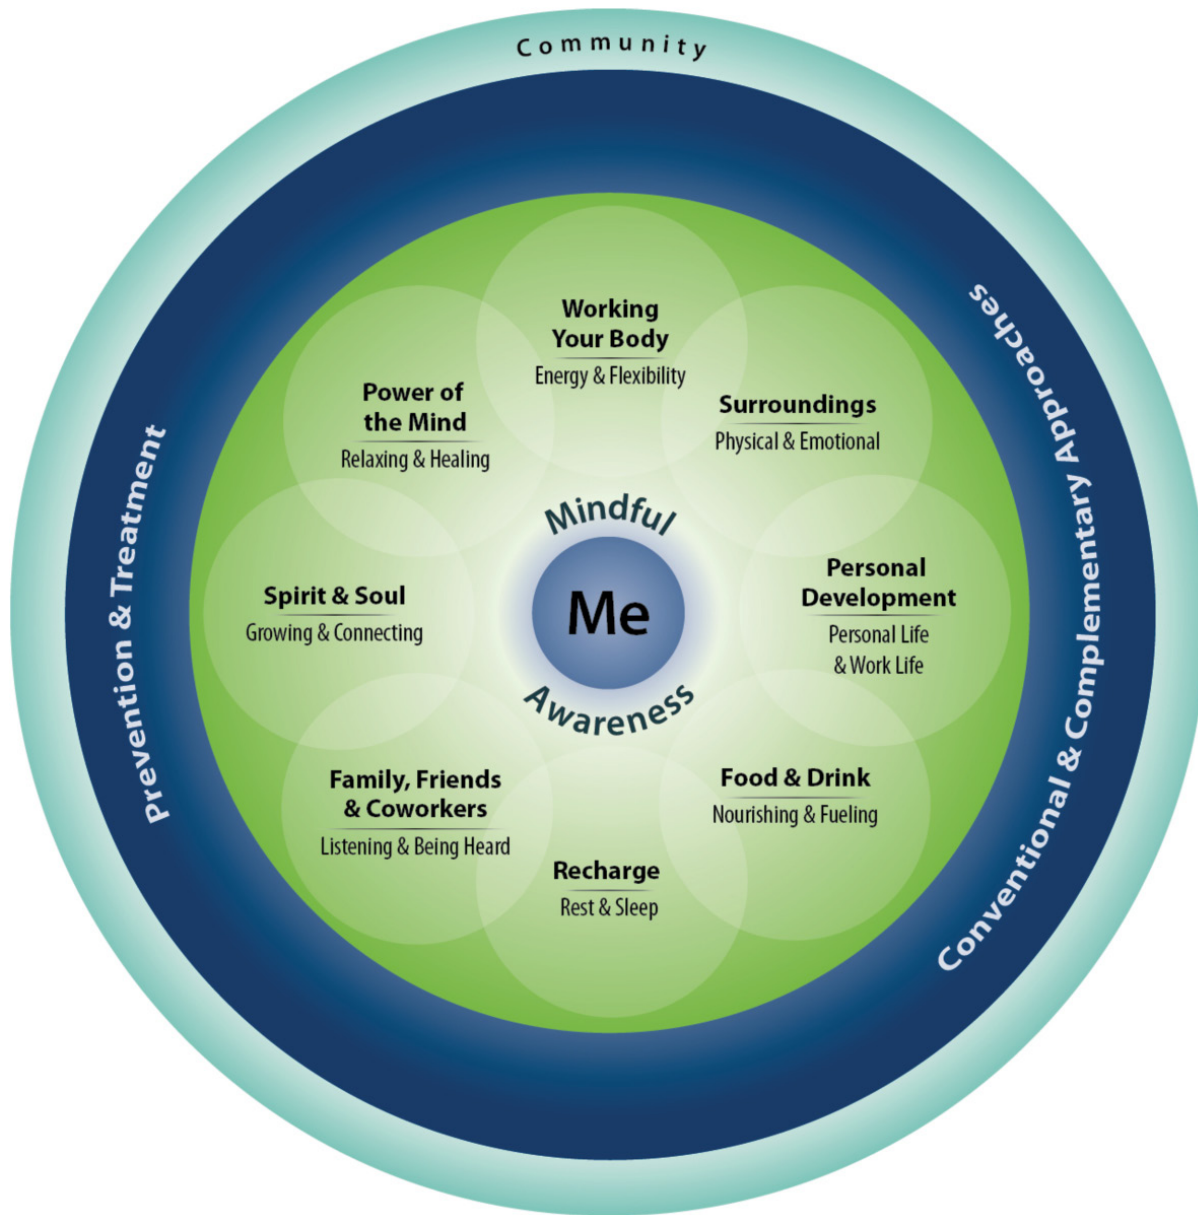 Community
Prevention & Treatment
Conventional & Complementary Approaches
Working
Your Body
Energy & Flexibility
Surroundings
Physical & Emotional
Personal
Development
Personal Life
& Work Life
Food & Drink
Nourishing & Fueling
Recharge
Rest & Sleep
Family, Friends
& Coworkers
Listening & Being Heard
Spirit & Soul
Growing & Connecting
Power of
the Mind
Relaxing & Healing
Mindful
Me
Awareness